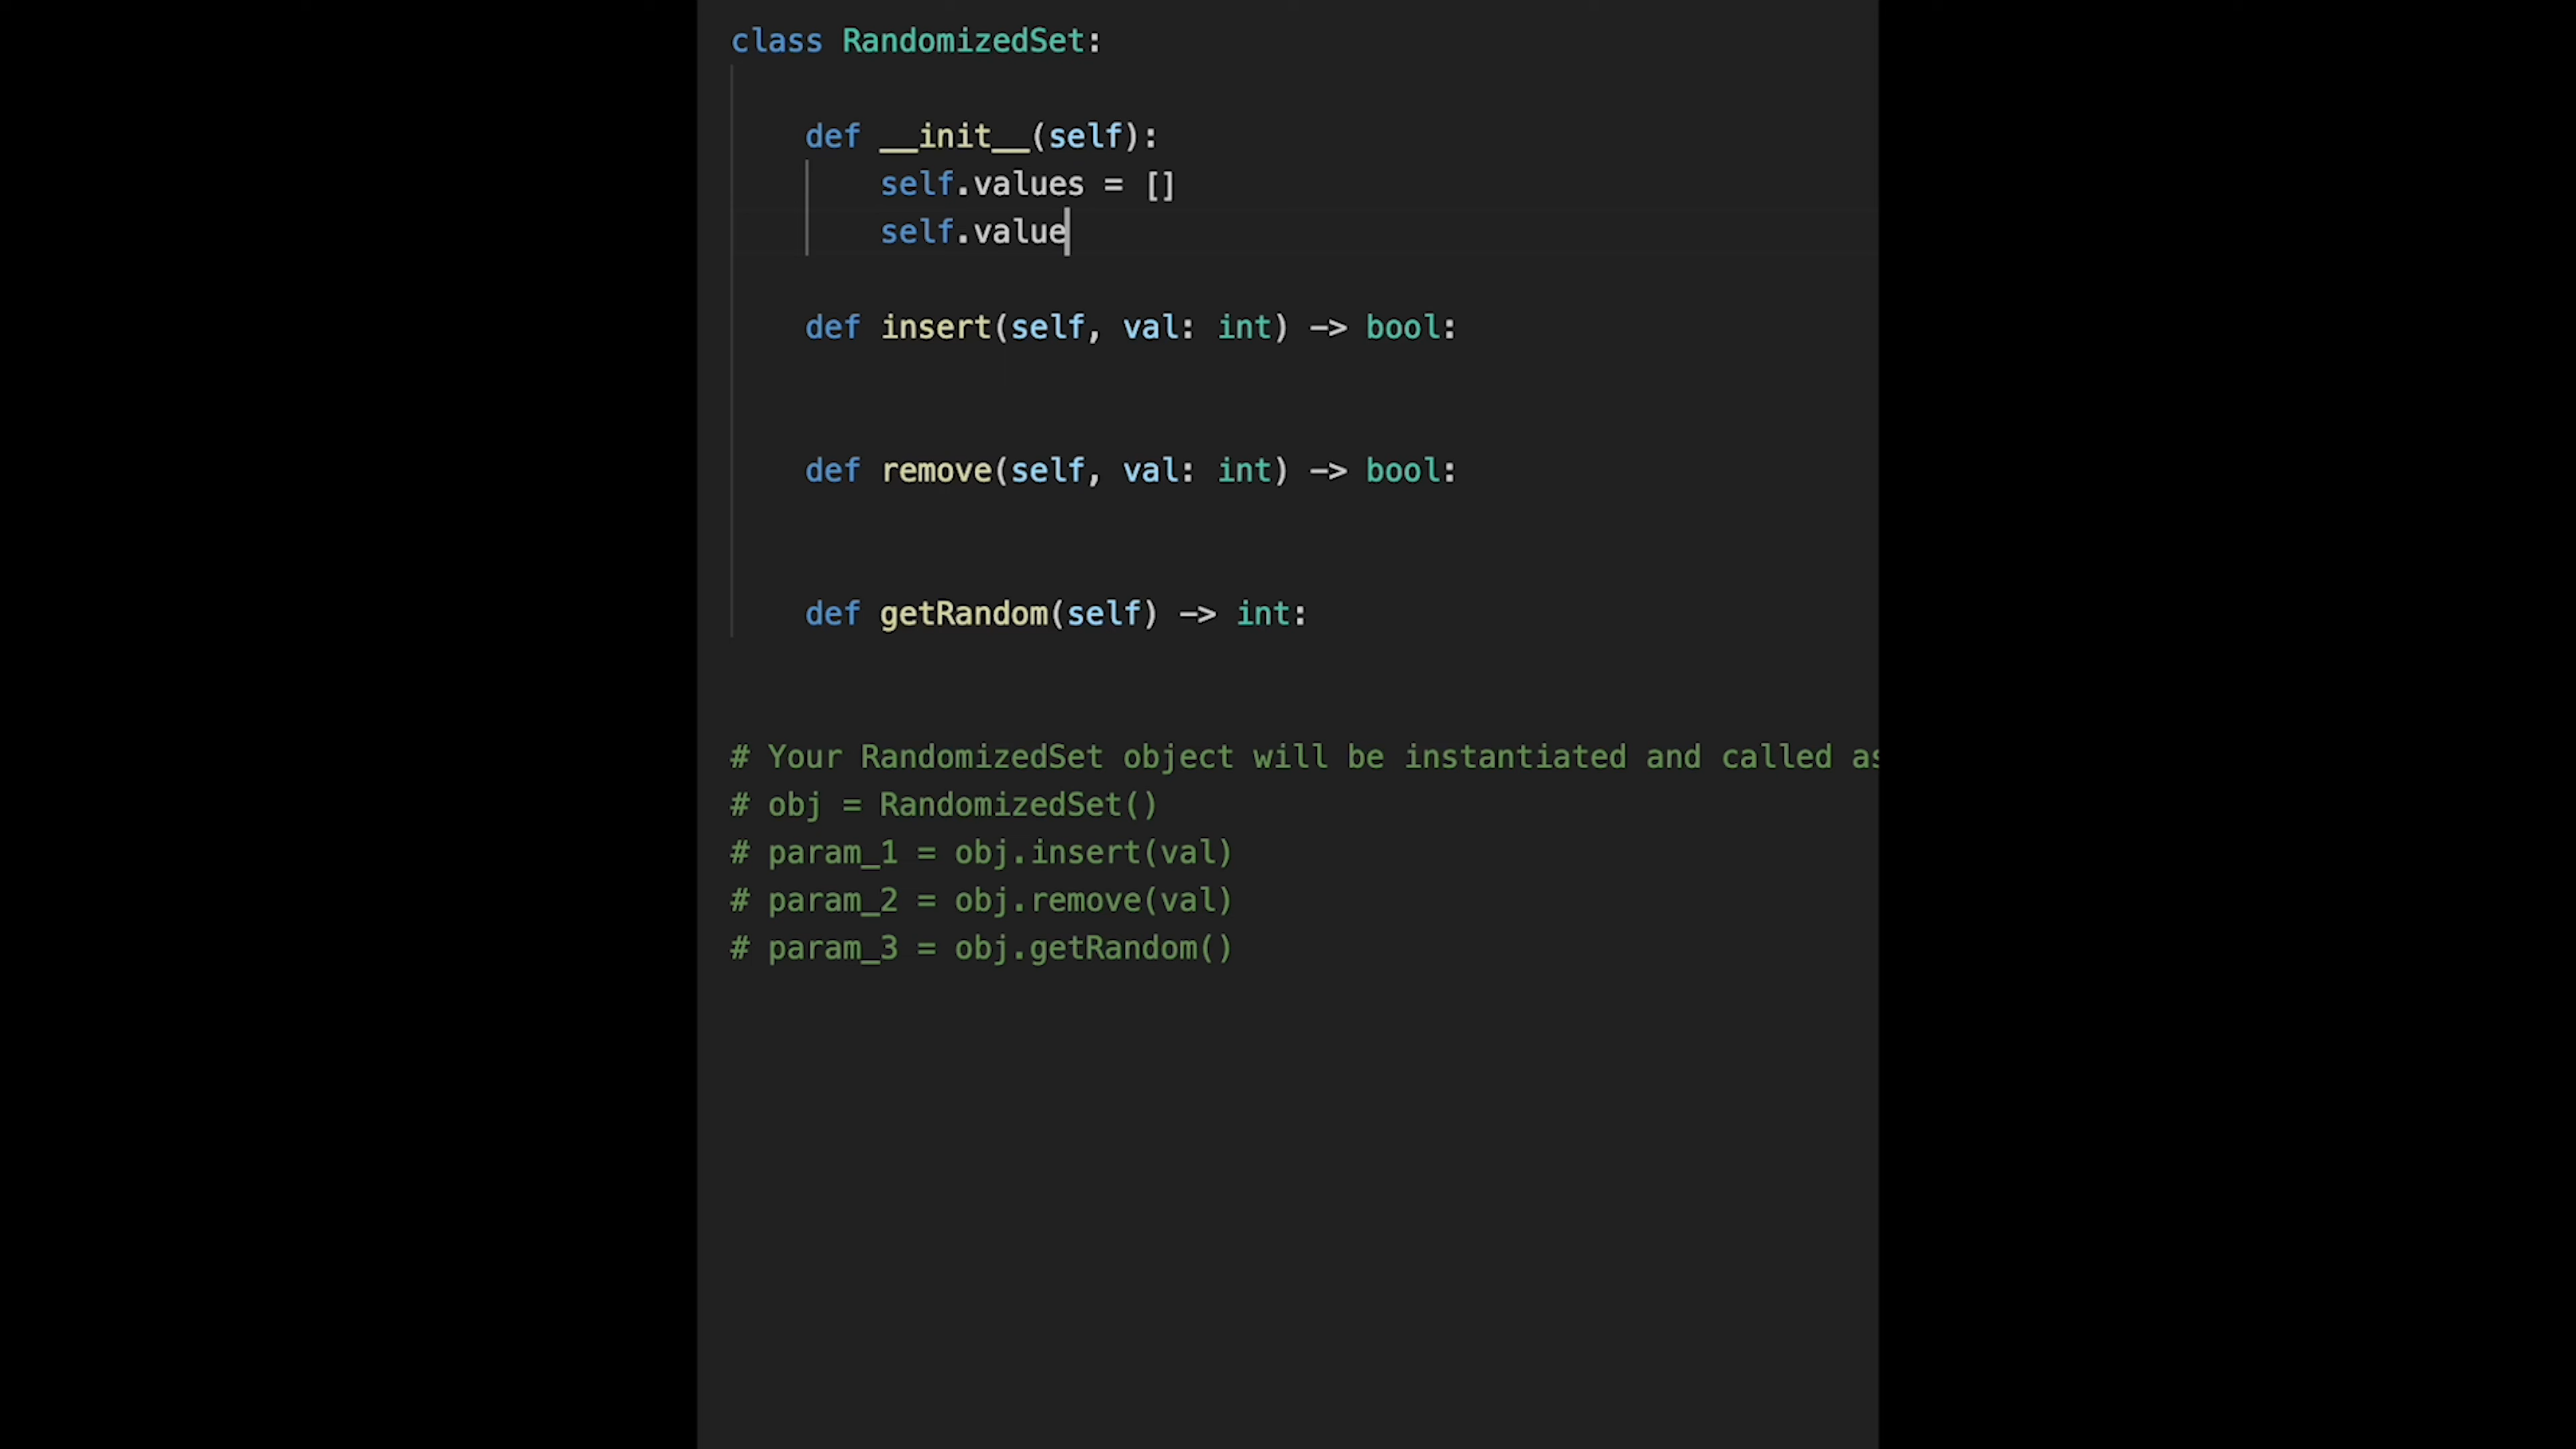 class RandomizedSet:
def __init__(self):
self.values = []
self.value
def insert(self, val: int) -> bool:
def remove(self, val: int) -> bool:
def getRandom(self) -> int:
# Your RandomizedSet object will be instantiated and called as
# obj = RandomizedSet()
# param_1 = obj.insert(val)
# param_2 = obj.remove(val)
# param_3 = obj.getRandom()